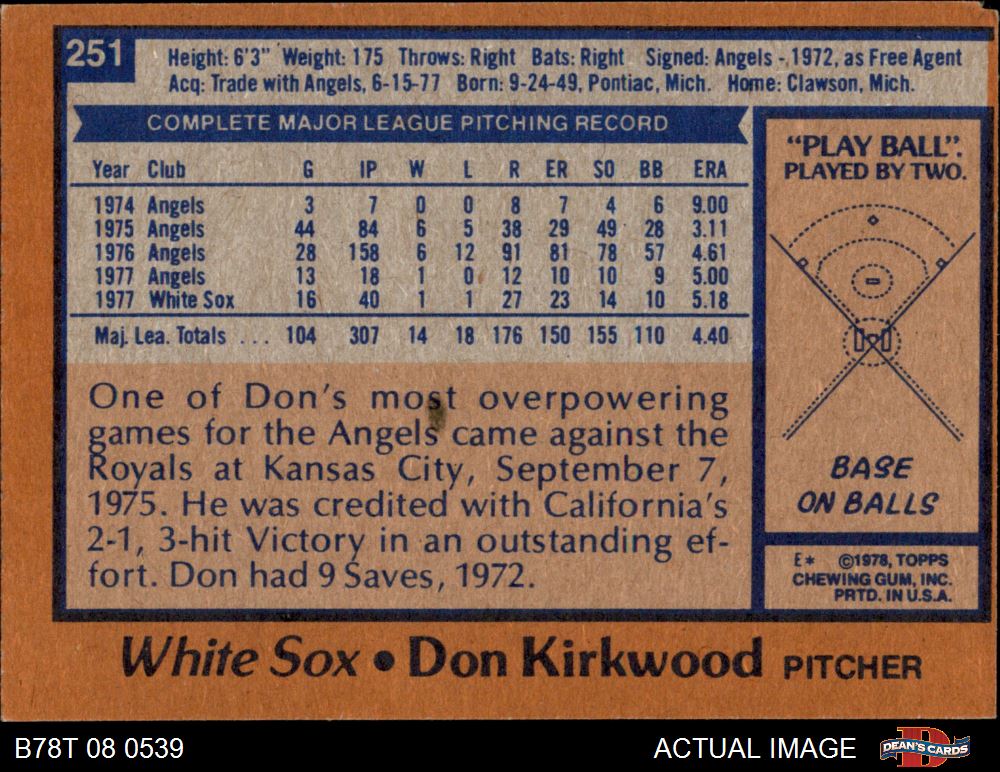 251
Height: 6'3" Weight: 175 Throws: Right Bats: Right Signed: Angels - 1972, as Free Agent
Acq: Trade with Angels, 6-15-77 Born: 9-24-49, Pontiac, Mich. Home: Clawson, Mich.
COMPLETE MAJOR LEAGUE PITCHING RECORD
Year Club G IP W L R ER SO BB ERA
1974 Angels 3 7 0 0 8 7 4 6 9.00
1975 Angels 44 84 6 5 38 29 49 28 3.11
1976 Angels 28 158 6 12 91 81 78 57 4.61
1977 Angels 13 18 1 0 12 10 10 9 5.00
1977 White Sox 16 40 1 1 27 23 14 10 5.18
Maj. Lea. Totals ... 104 307 14 18 176 150 155 110 4.40
One of Don's most overpowering
games for the Angels came against the
Royals at Kansas City, September 7,
1975. He was credited with California's
2-1, 3-hit Victory in an outstanding ef-
fort. Don had 9 Saves, 1972.
"PLAY BALL".
PLAYED BY TWO.
BASE
ON BALLS
E* ©1978, TOPPS
CHEWING GUM, INC.
PRTD. IN U.S.A.
White Sox • Don Kirkwood PITCHER
B78T 08 0539 ACTUAL IMAGE
D
DEAN'S CARDS